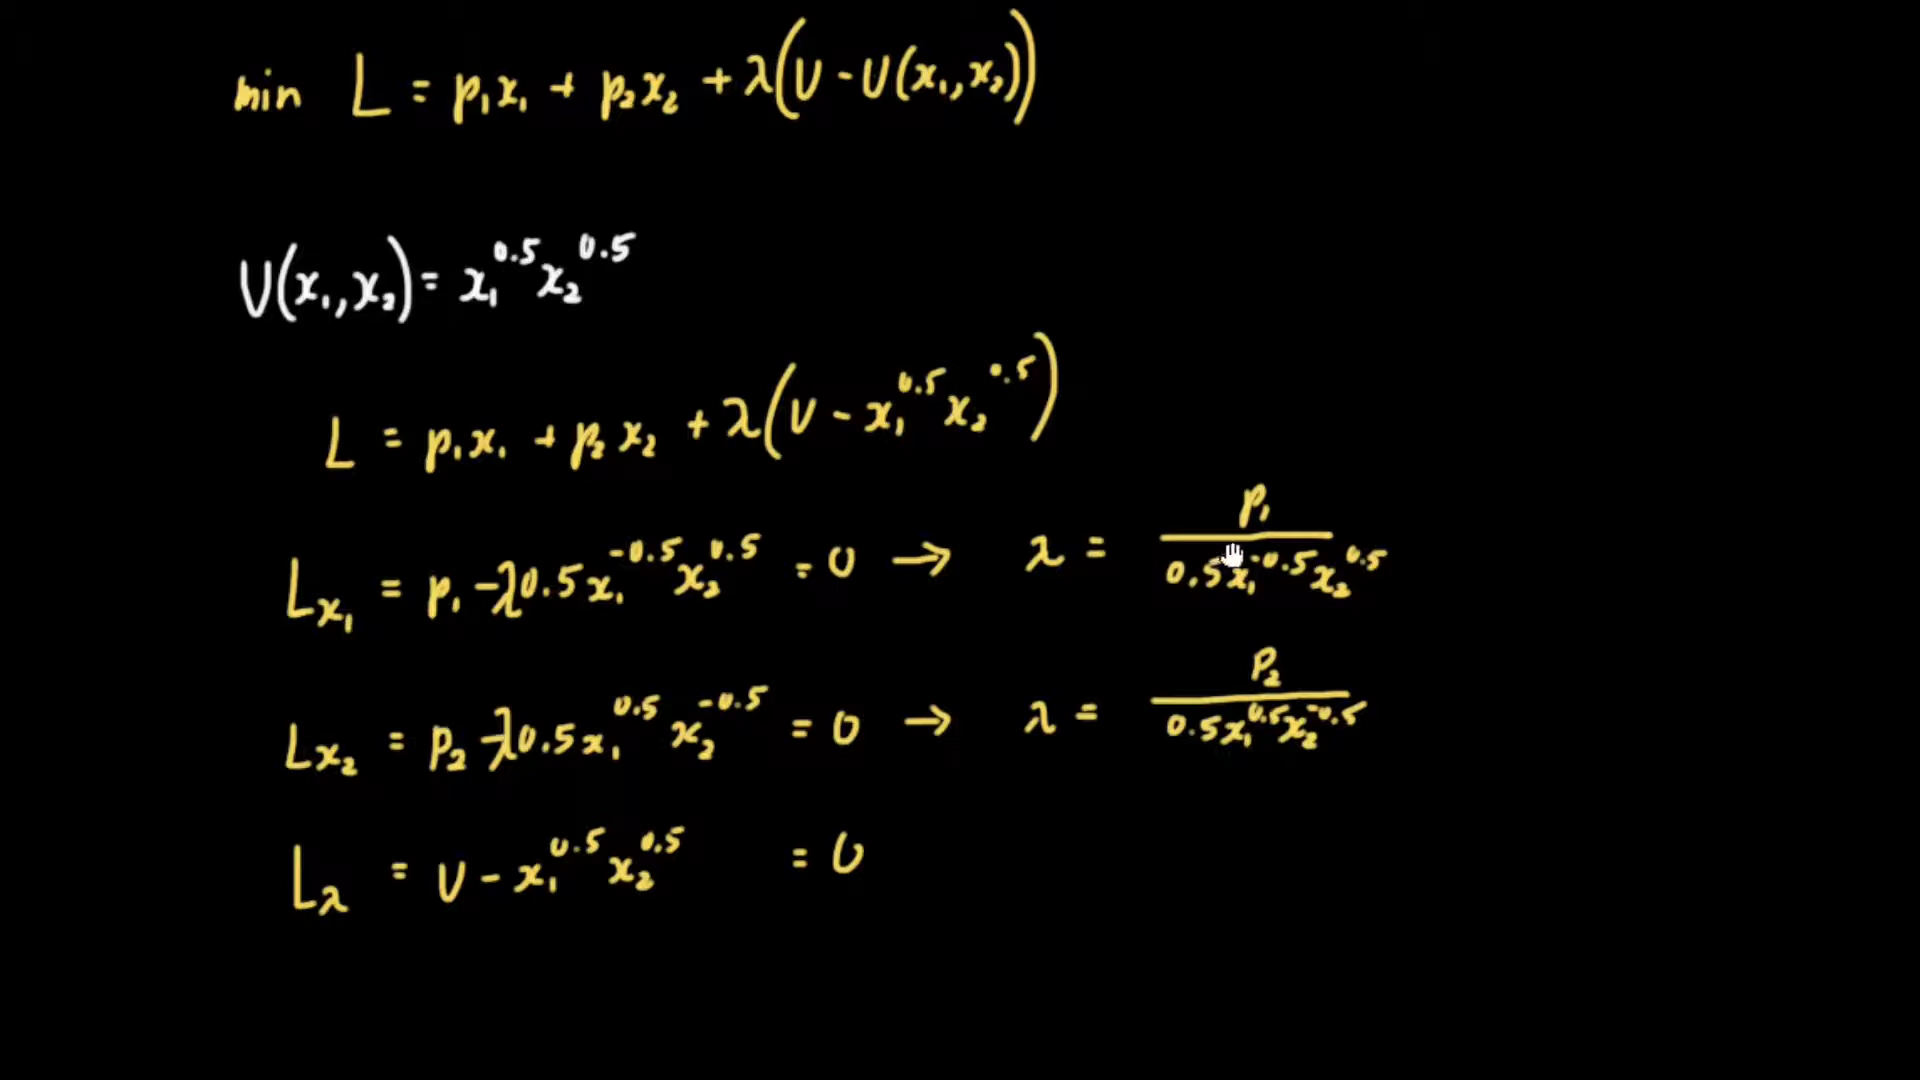 min L = p₁x₁ + p₂x₂ + λ(U - U(x₁,x₂))
U(x₁,x₂) = x₁^0.5 x₂^0.5
L = p₁x₁ + p₂x₂ + λ(U - x₁^0.5 x₂^0.5)
L_x₁ = p₁ - λ0.5x₁^-0.5 x₂^0.5 = 0 → λ = p₁ / 0.5x₁^-0.5 x₂^0.5
L_x₂ = p₂ - λ0.5x₁^0.5 x₂^-0.5 = 0 → λ = p₂ / 0.5x₁^0.5 x₂^-0.5
L_λ = U - x₁^0.5 x₂^0.5 = 0